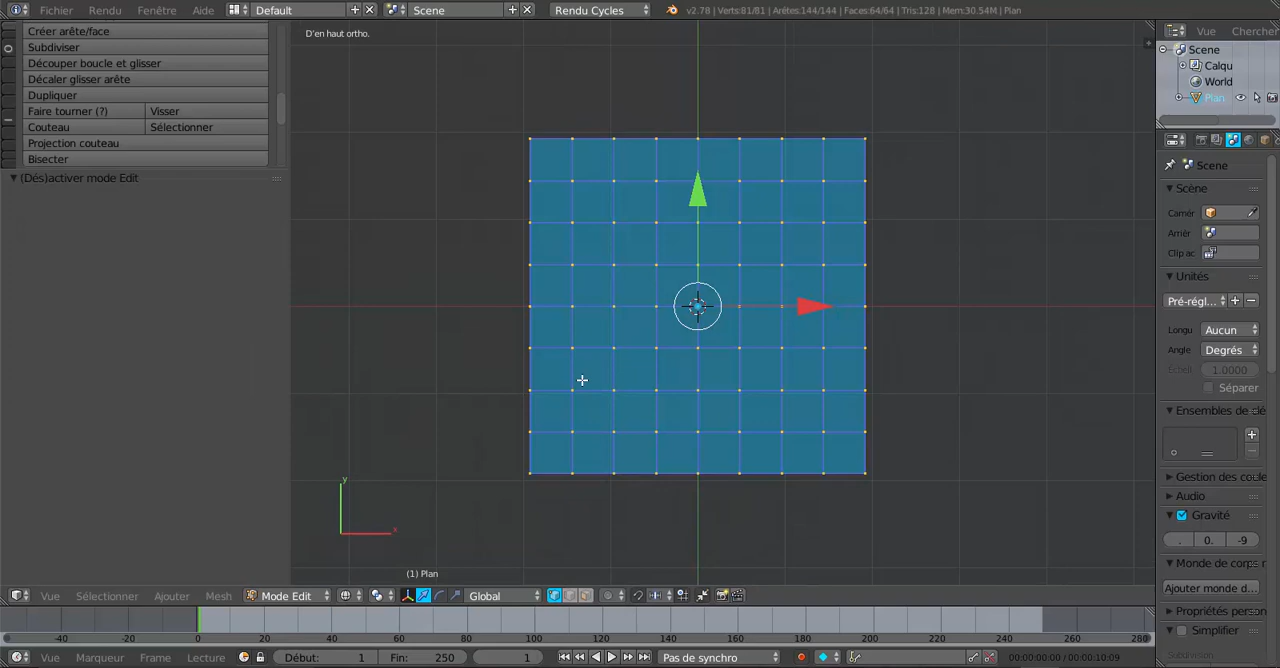 Fichier Rendu Fenêtre Aide Default Scene Rendu Cycles v2.78 | Verts:81/81 | Arêtes:144/144 | Faces:64/64 | Tris:128 | Mem:30.54M | Plan
Créer arête/face
Subdiviser
Découper boucle et glisser
Décaler glisser arête
Dupliquer
Faire tourner (?) Visser
Couteau Sélectionner
Projection couteau
Bisecter
(Dés)activer mode Edit
D'en haut ortho.
y
x
(1) Plan
Vue Chercher
Scene
Calqu
World
Plan
Scene
Scène
Camér
Arrièr
Clip ac
Unités
Pré-régl...
Longu Aucun
Angle Degrés
Échell 1.0000
Séparer
Ensembles de clé
Gestion des coule
Audio
Gravité
. 0. -9
Monde de corps r
Ajouter monde d...
Propriétés person
Simplifier
Subdivision
Vue Sélectionner Ajouter Mesh Mode Edit Global
-40 -20 0 20 40 60 80 100 120 140 160 180 200 220 240 260 280
Vue Marqueur Frame Lecture Début: 1 Fin: 250 1 Pas de synchro 00:00:00:00 / 00:00:10:09